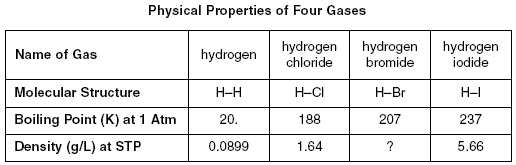 Physical Properties of Four Gases
Name of Gas hydrogen hydrogen chloride hydrogen bromide hydrogen iodide
Molecular Structure H–H H–Cl H–Br H–I
Boiling Point (K) at 1 Atm 20. 188 207 237
Density (g/L) at STP 0.0899 1.64 ? 5.66